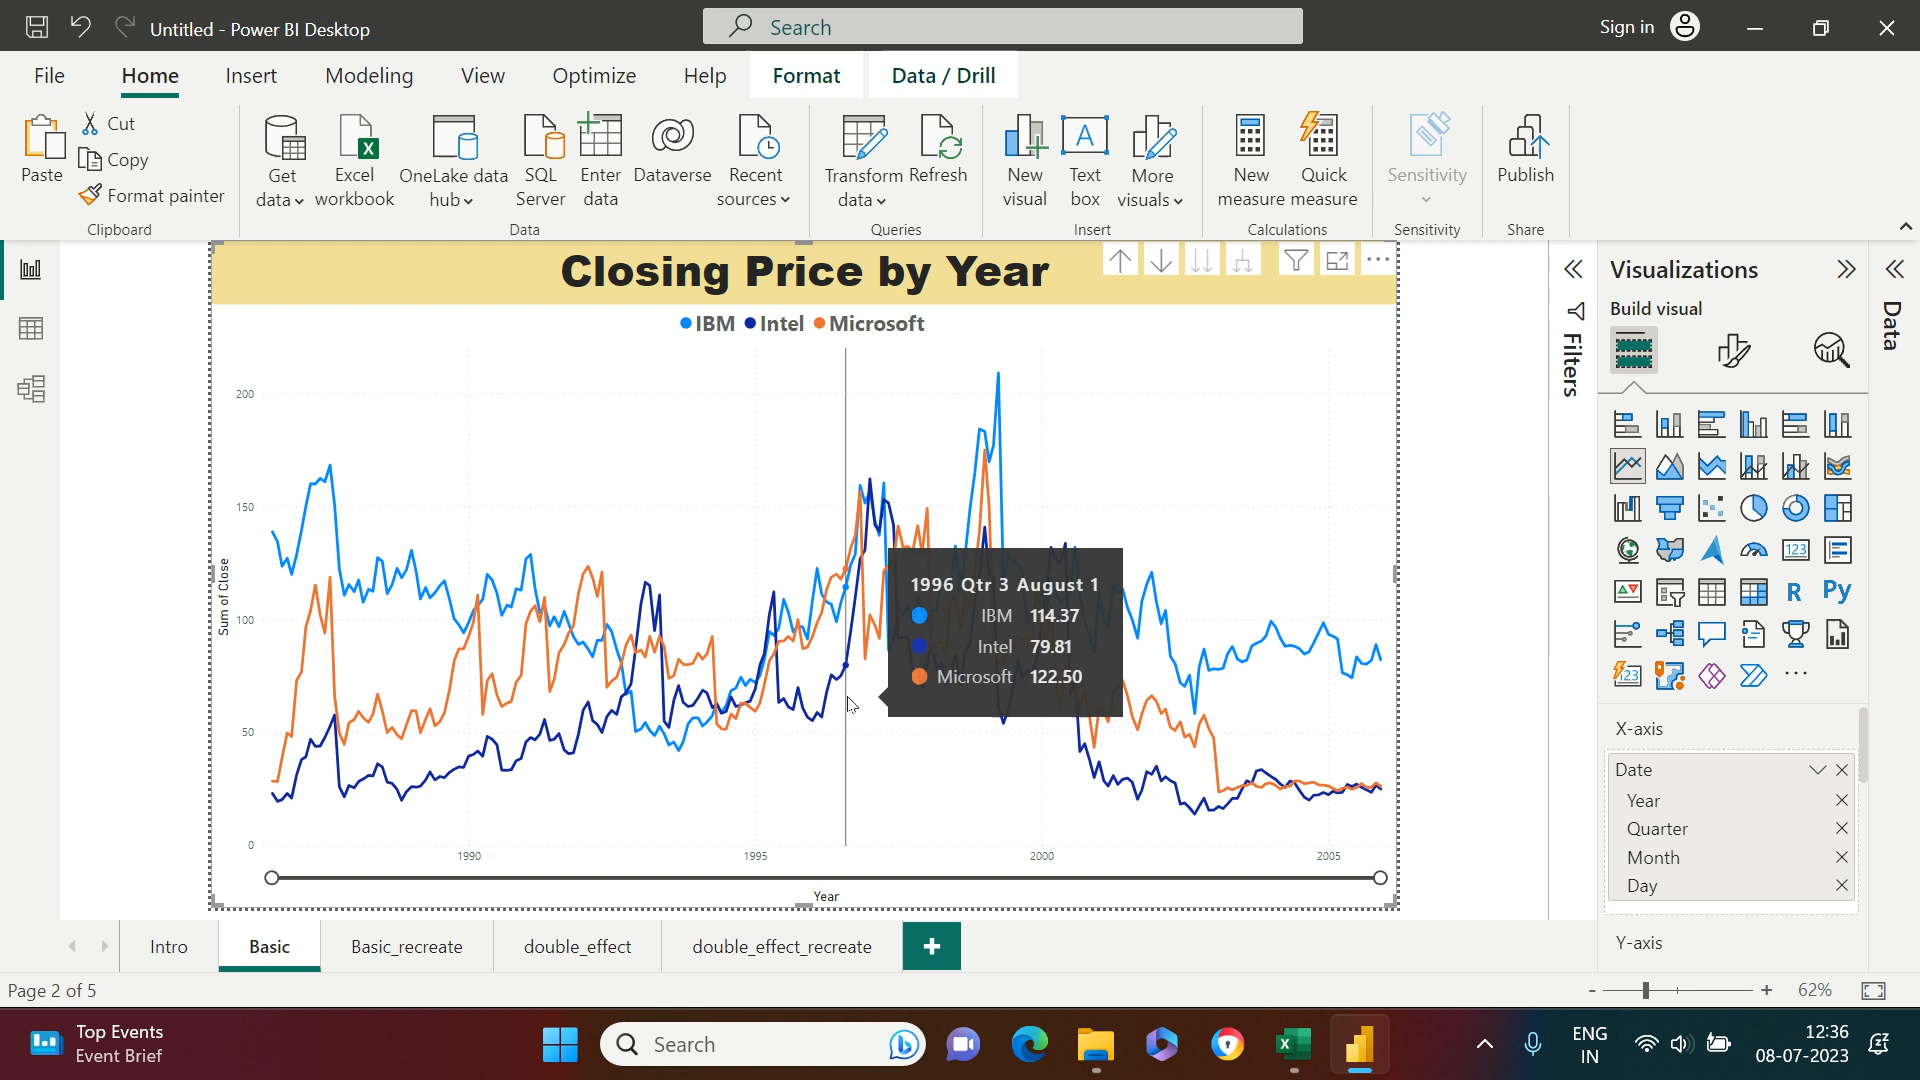 Untitled - Power BI Desktop
Search
Sign in
File
Home
Insert
Modeling
View
Optimize
Help
Format
Data / Drill
Paste
Cut
Copy
Format painter
Clipboard
Get data
Excel workbook
OneLake data hub
SQL Server
Enter data
Dataverse
Recent sources
Data
Transform data
Refresh
Queries
New visual
Text box
More visuals
Insert
New measure
Quick measure
Calculations
Sensitivity
Sensitivity
Publish
Share
Closing Price by Year
IBM
Intel
Microsoft
200
150
100
50
0
Sum of Close
1990
1995
2000
2005
Year
1996 Qtr 3 August 1
IBM 114.37
Intel 79.81
Microsoft 122.50
Filters
Visualizations
Build visual
123
R
Py
123
X-axis
Date
Year
Quarter
Month
Day
Y-axis
Data
Intro
Basic
Basic_recreate
double_effect
double_effect_recreate
+
Page 2 of 5
- + 62%
Top Events
Event Brief
Search
ENG
IN
12:36
08-07-2023